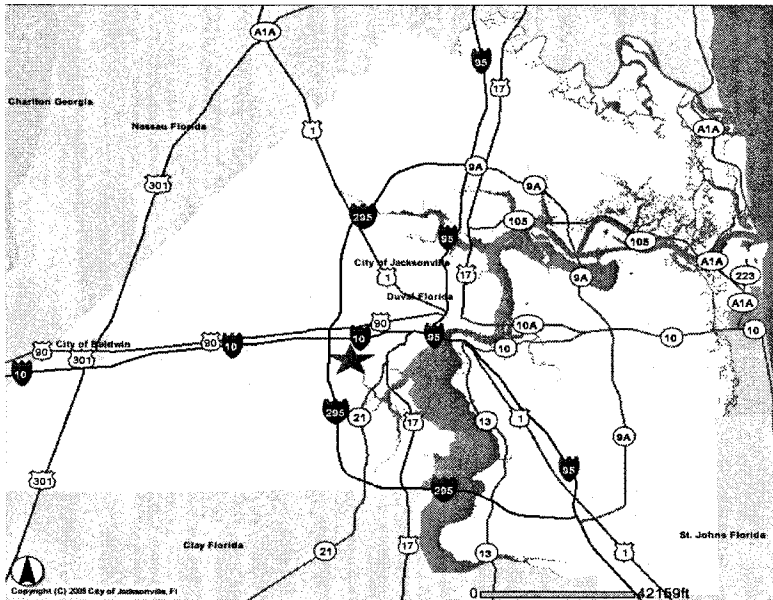 A1A
95
17
Charlton Georgia
Nassau Florida
1
A1A
301
9A
9A
295
105
95
105
City of Jacksonville
1
17
9A
A1A
223
Duval Florida
A1A
90
90
10
10A
10
90
City of Baldwin
10
95
10
10
301
10
295
21
17
13
1
9A
95
301
295
St. Johns Florida
Clay Florida
21
17
13
1
Copyright (C) 2005 City of Jacksonville, Fl
0 42159ft